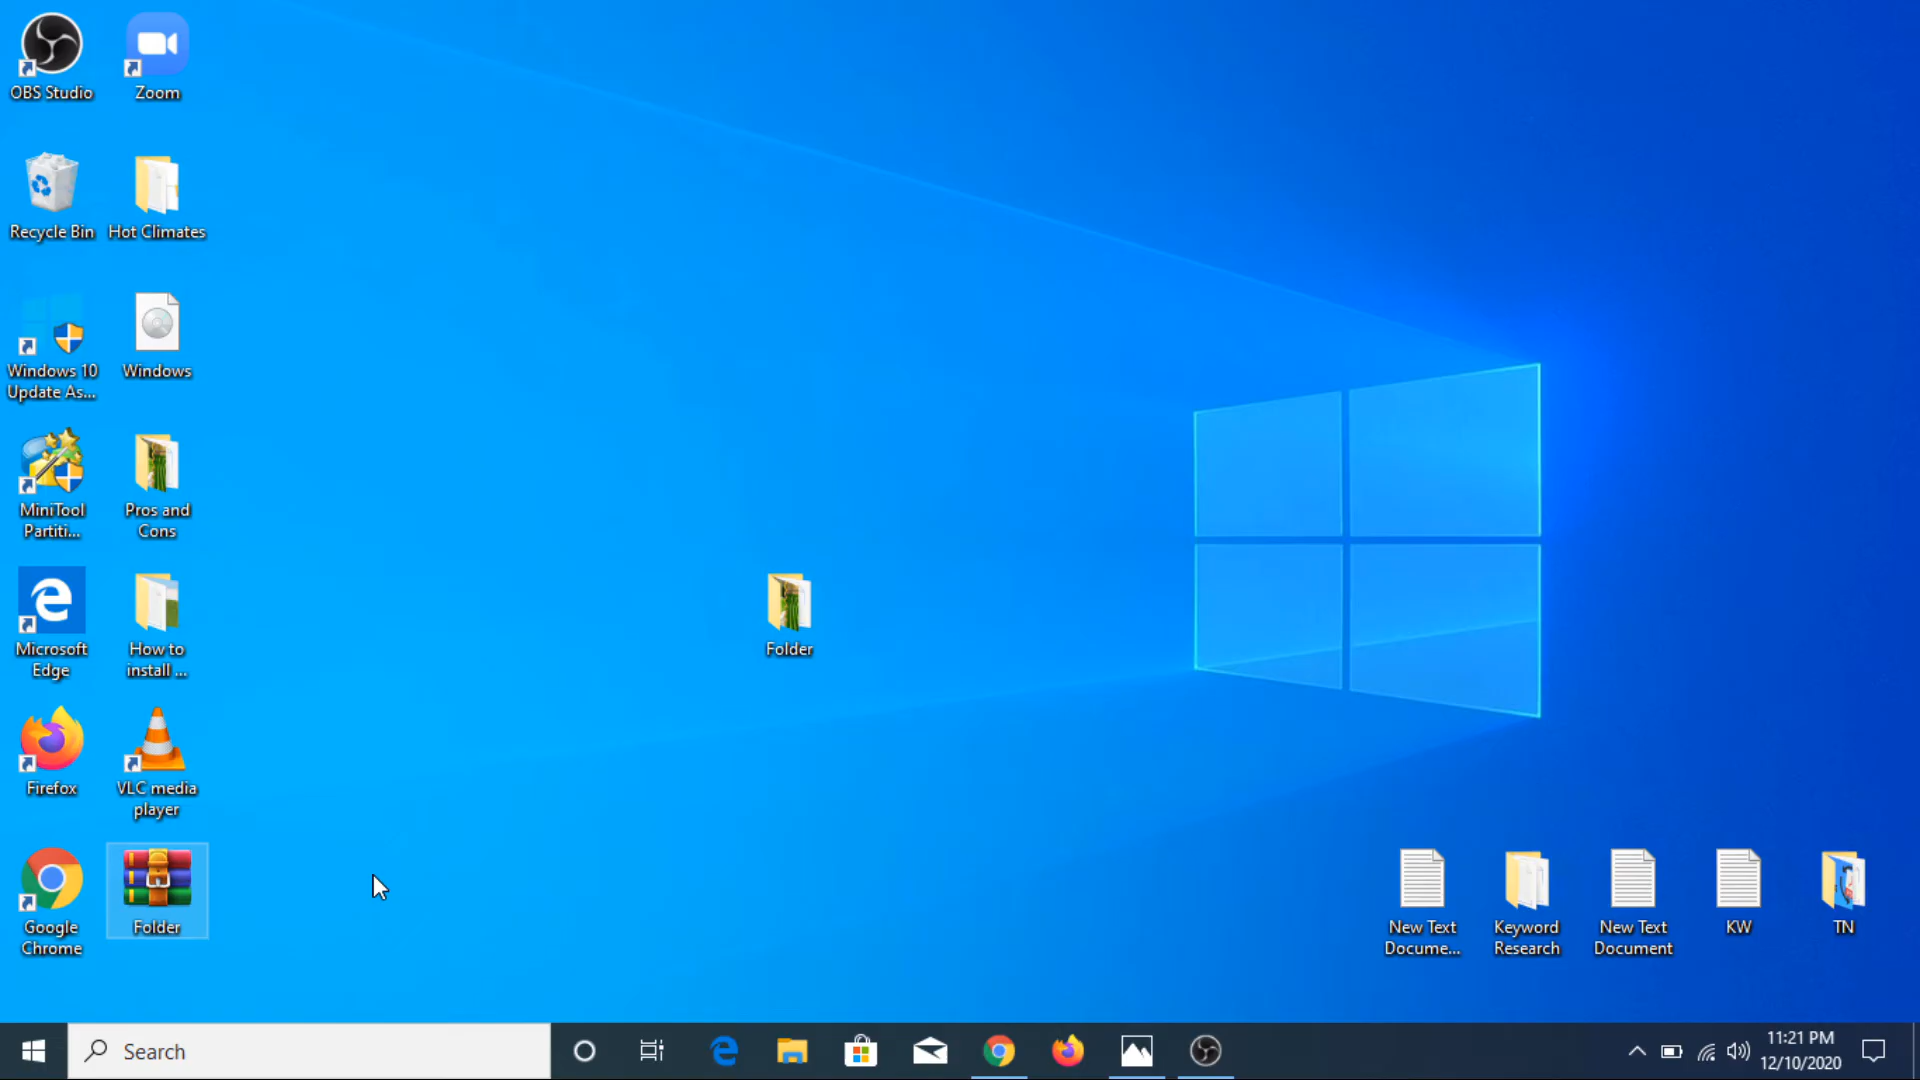 OBS Studio
Zoom
Recycle Bin
Hot Climates
Windows 10
Update As...
Windows
MiniTool
Partiti...
Pros and
Cons
Microsoft
Edge
How to
install ...
Folder
Firefox
VLC media
player
Google
Chrome
Folder
New Text
Docume...
Keyword
Research
New Text
Document
KW
TN
Search
11:21 PM
12/10/2020